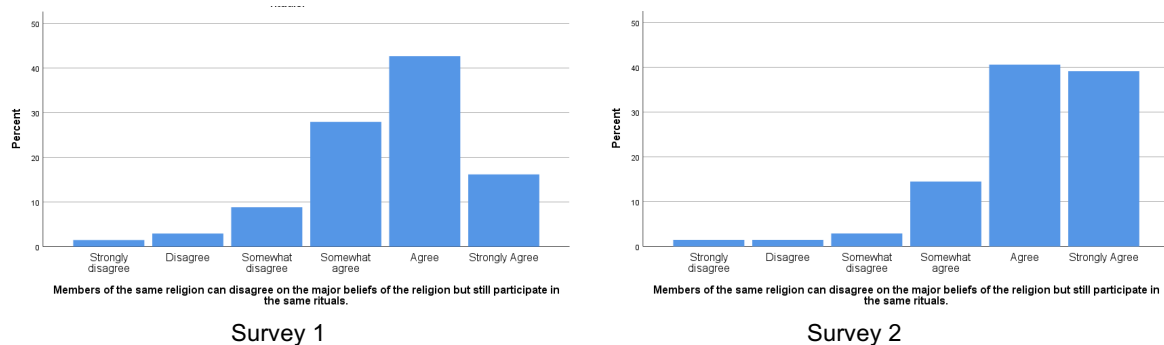 50
50
40
40
30
30
20
20
10
10
0
0
Percent
Percent
Strongly disagree Disagree Somewhat disagree Somewhat agree Agree Strongly Agree
Strongly disagree Disagree Somewhat disagree Somewhat agree Agree Strongly Agree
Members of the same religion can disagree on the major beliefs of the religion but still participate in
the same rituals.
Members of the same religion can disagree on the major beliefs of the religion but still participate in
the same rituals.
Survey 1
Survey 2